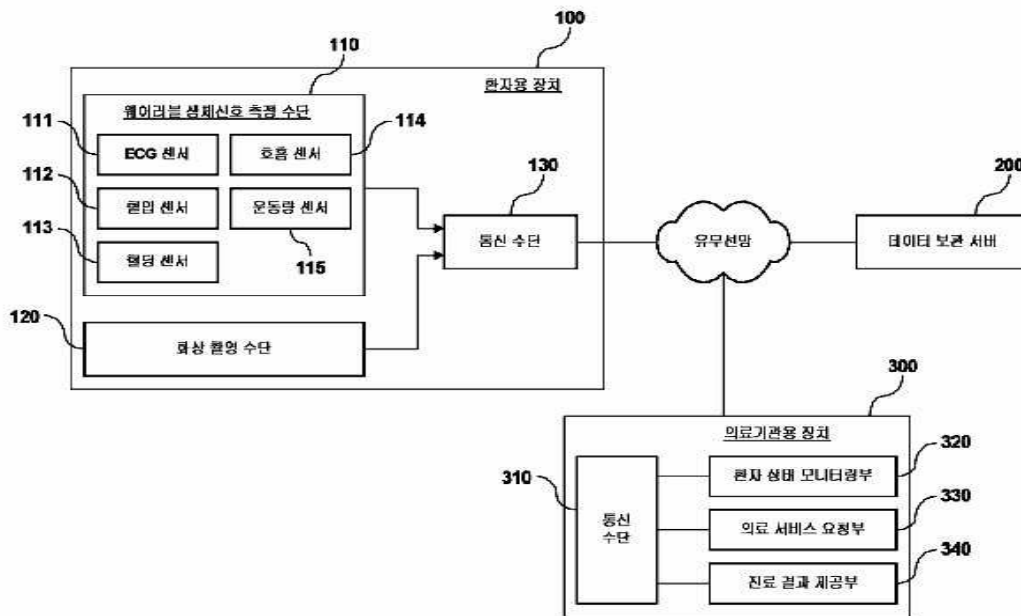 100
110
환자용 장치
웨어러블 생체신호 측정 수단
111
114
ECG 센서
호흡 센서
112
130
200
혈압 센서
운동량 센서
통신 수단
유무선망
데이터 보관 서버
113
혈당 센서
115
120
화상 촬영 수단
300
의료기관용 장치
320
310
환자 상태 모니터링부
330
통신
수단
의료 서비스 요청부
340
진료 결과 제공부